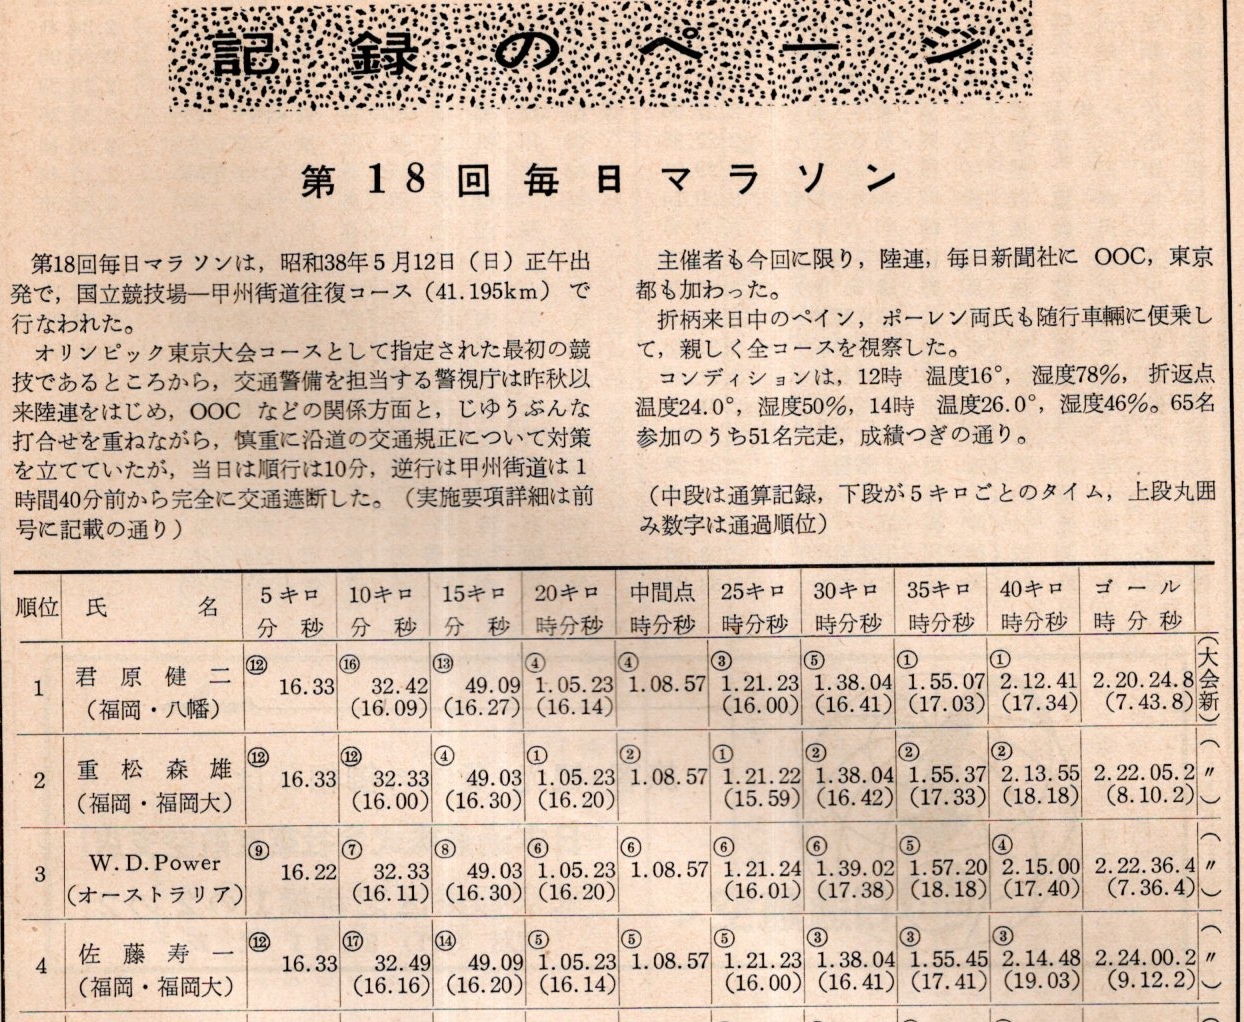 記録のページ
第18回毎日マラソン
第18回毎日マラソンは，昭和38年5月12日（日）正午出
発で，国立競技場―甲州街道往復コース（41.195km）で
行なわれた。
オリンピック東京大会コースとして指定された最初の競
技であるところから，交通警備を担当する警視庁は昨秋以
来陸連をはじめ，OOC などの関係方面と，じゆうぶんな
打合せを重ねながら，慎重に沿道の交通規正について対策
を立てていたが，当日は順行は10分，逆行は甲州街道は1
時間40分前から完全に交通遮断した。（実施要項詳細は前
号に記載の通り）
主催者も今回に限り，陸連，毎日新聞社に OOC，東京
都も加わった。
折柄来日中のペイン，ポーレン両氏も随行車輛に便乗し
て，親しく全コースを視察した。
コンディションは，12時 温度16°，湿度78%，折返点
温度24.0°，湿度50%，14時 温度26.0°，湿度46%。65名
参加のうち51名完走，成績つぎの通り。
（中段は通算記録，下段が5キロごとのタイム，上段丸囲
み数字は通過順位）
順位 氏名 5キロ 10キロ 15キロ 20キロ 中間点 25キロ 30キロ 35キロ 40キロ ゴール
分秒 分秒 分秒 時分秒 時分秒 時分秒 時分秒 時分秒 時分秒 時分秒
⑫ ⑯ ⑬ ④ ④ ③ ⑤ ① ①
1 君原健二 16.33 32.42 49.09 1.05.23 1.08.57 1.21.23 1.38.04 1.55.07 2.12.41 2.20.24.8 （大会新）
（福岡・八幡） (16.09) (16.27) (16.14) (16.00) (16.41) (17.03) (17.34) (7.43.8)
⑫ ⑫ ④ ① ② ① ② ② ②
2 重松森雄 16.33 32.33 49.03 1.05.23 1.08.57 1.21.22 1.38.04 1.55.37 2.13.55 2.22.05.2 （〃）
（福岡・福岡大） (16.00) (16.30) (16.20) (15.59) (16.42) (17.33) (18.18) (8.10.2)
⑨ ⑦ ⑧ ⑥ ⑥ ⑥ ⑥ ⑤ ④
3 W.D.Power 16.22 32.33 49.03 1.05.23 1.08.57 1.21.24 1.39.02 1.57.20 2.15.00 2.22.36.4 （〃）
（オーストラリア） (16.11) (16.30) (16.20) (16.01) (17.38) (18.18) (17.40) (7.36.4)
⑫ ⑰ ⑭ ⑤ ⑤ ⑤ ③ ③ ③
4 佐藤寿一 16.33 32.49 49.09 1.05.23 1.08.57 1.21.23 1.38.04 1.55.45 2.14.48 2.24.00.2 （〃）
（福岡・福岡大） (16.16) (16.20) (16.14) (16.00) (16.41) (17.41) (19.03) (9.12.2)